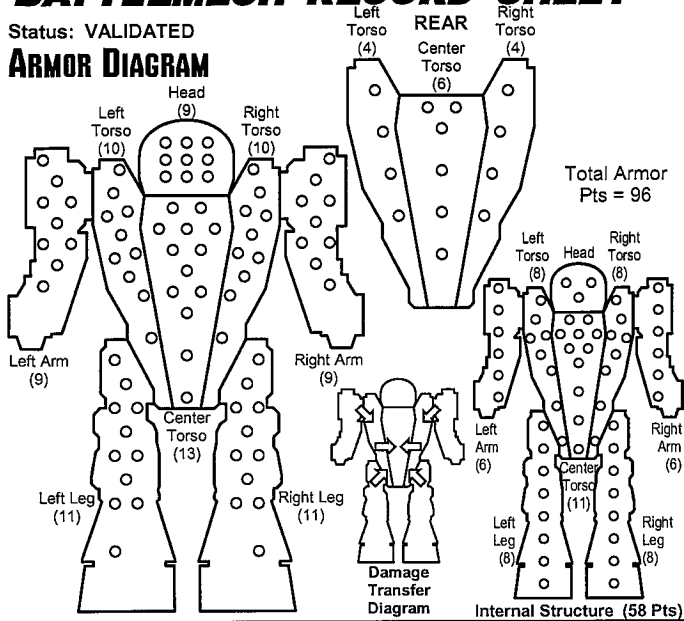 BATTLEMECH RECORD SHEET
Status: VALIDATED
ARMOR DIAGRAM
Head
(9)
Left
Torso
(10)
Right
Torso
(10)
Left Arm
(9)
Right Arm
(9)
Center
Torso
(13)
Left Leg
(11)
Right Leg
(11)
REAR
Left
Torso
(4)
Center
Torso
(6)
Right
Torso
(4)
Total Armor
Pts = 96
Left
Torso
(8)
Head
Right
Torso
(8)
Left
Arm
(6)
Right
Arm
(6)
Center
Torso
(11)
Left
Leg
(8)
Right
Leg
(8)
Damage
Transfer
Diagram
Internal Structure (58 Pts)